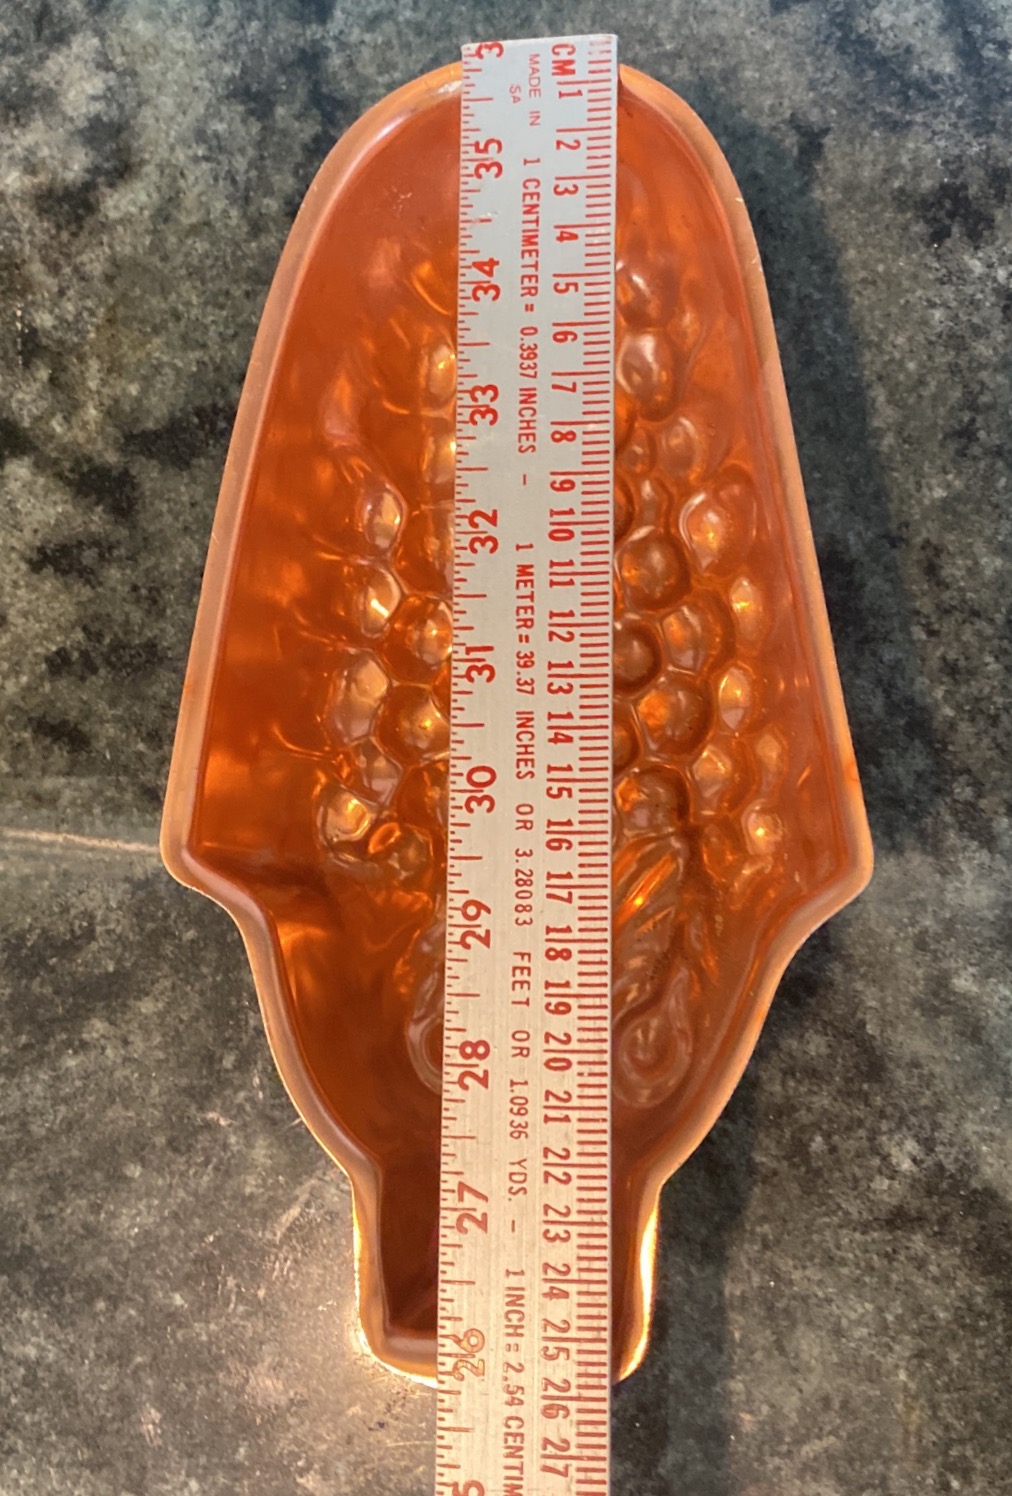 CM 1 2 3 4 5 6 7 8 9 10 11 12 13 14 15 16 17 18 19 20 21 22 23 24 25 26 27
MADE IN
SA
1 CENTIMETER = 0.3937 INCHES – 1 METER = 39.37 INCHES OR 3.28083 FEET OR 1.0936 YDS. – 1 INCH = 2.54 CENTIM
35 34 33 32 31 30 29 28 27 26